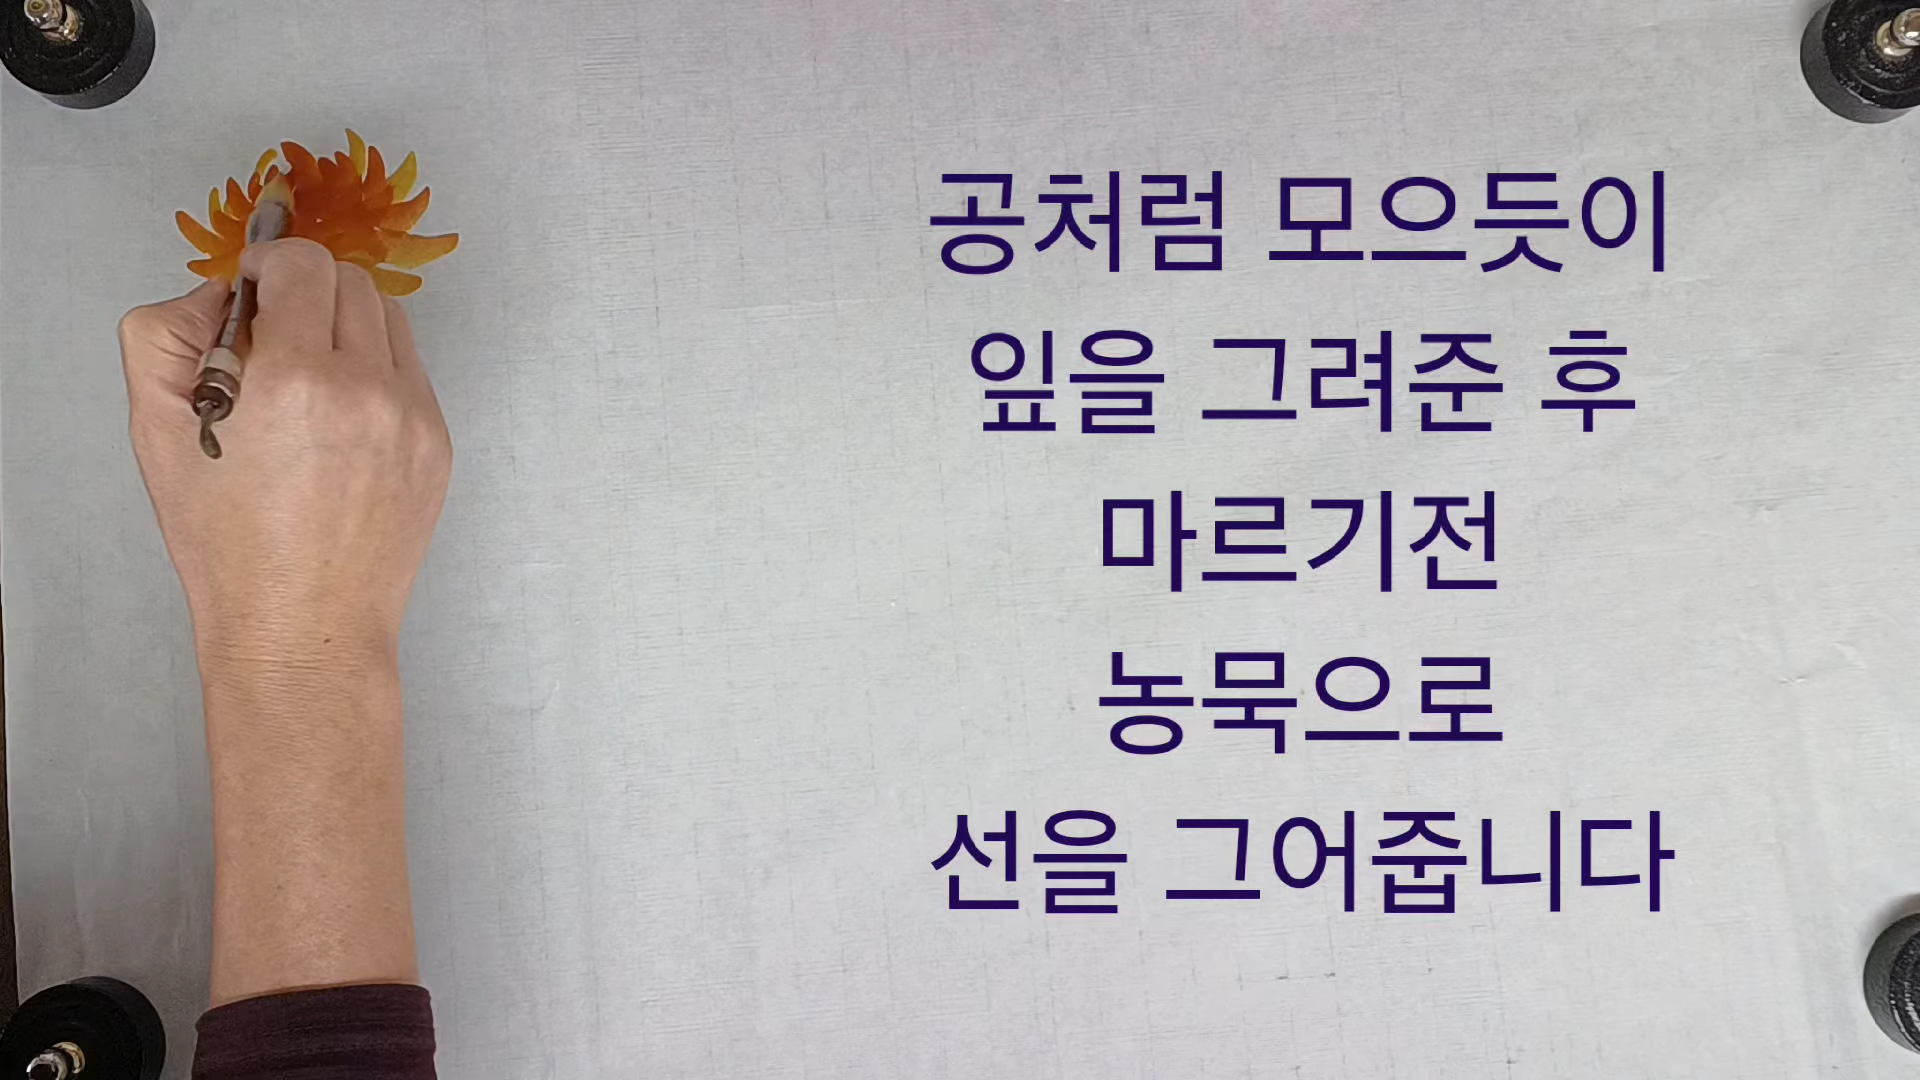 공처럼 모으듯이
잎을 그려준 후
마르기전
농묵으로
선을 그어줍니다